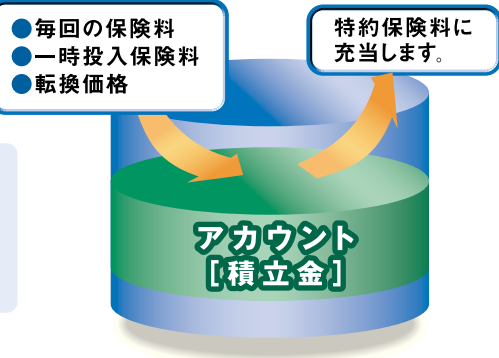 ●毎回の保険料
●一時投入保険料
●転換価格
特約保険料に
充当します。
アカウント
[積立金]